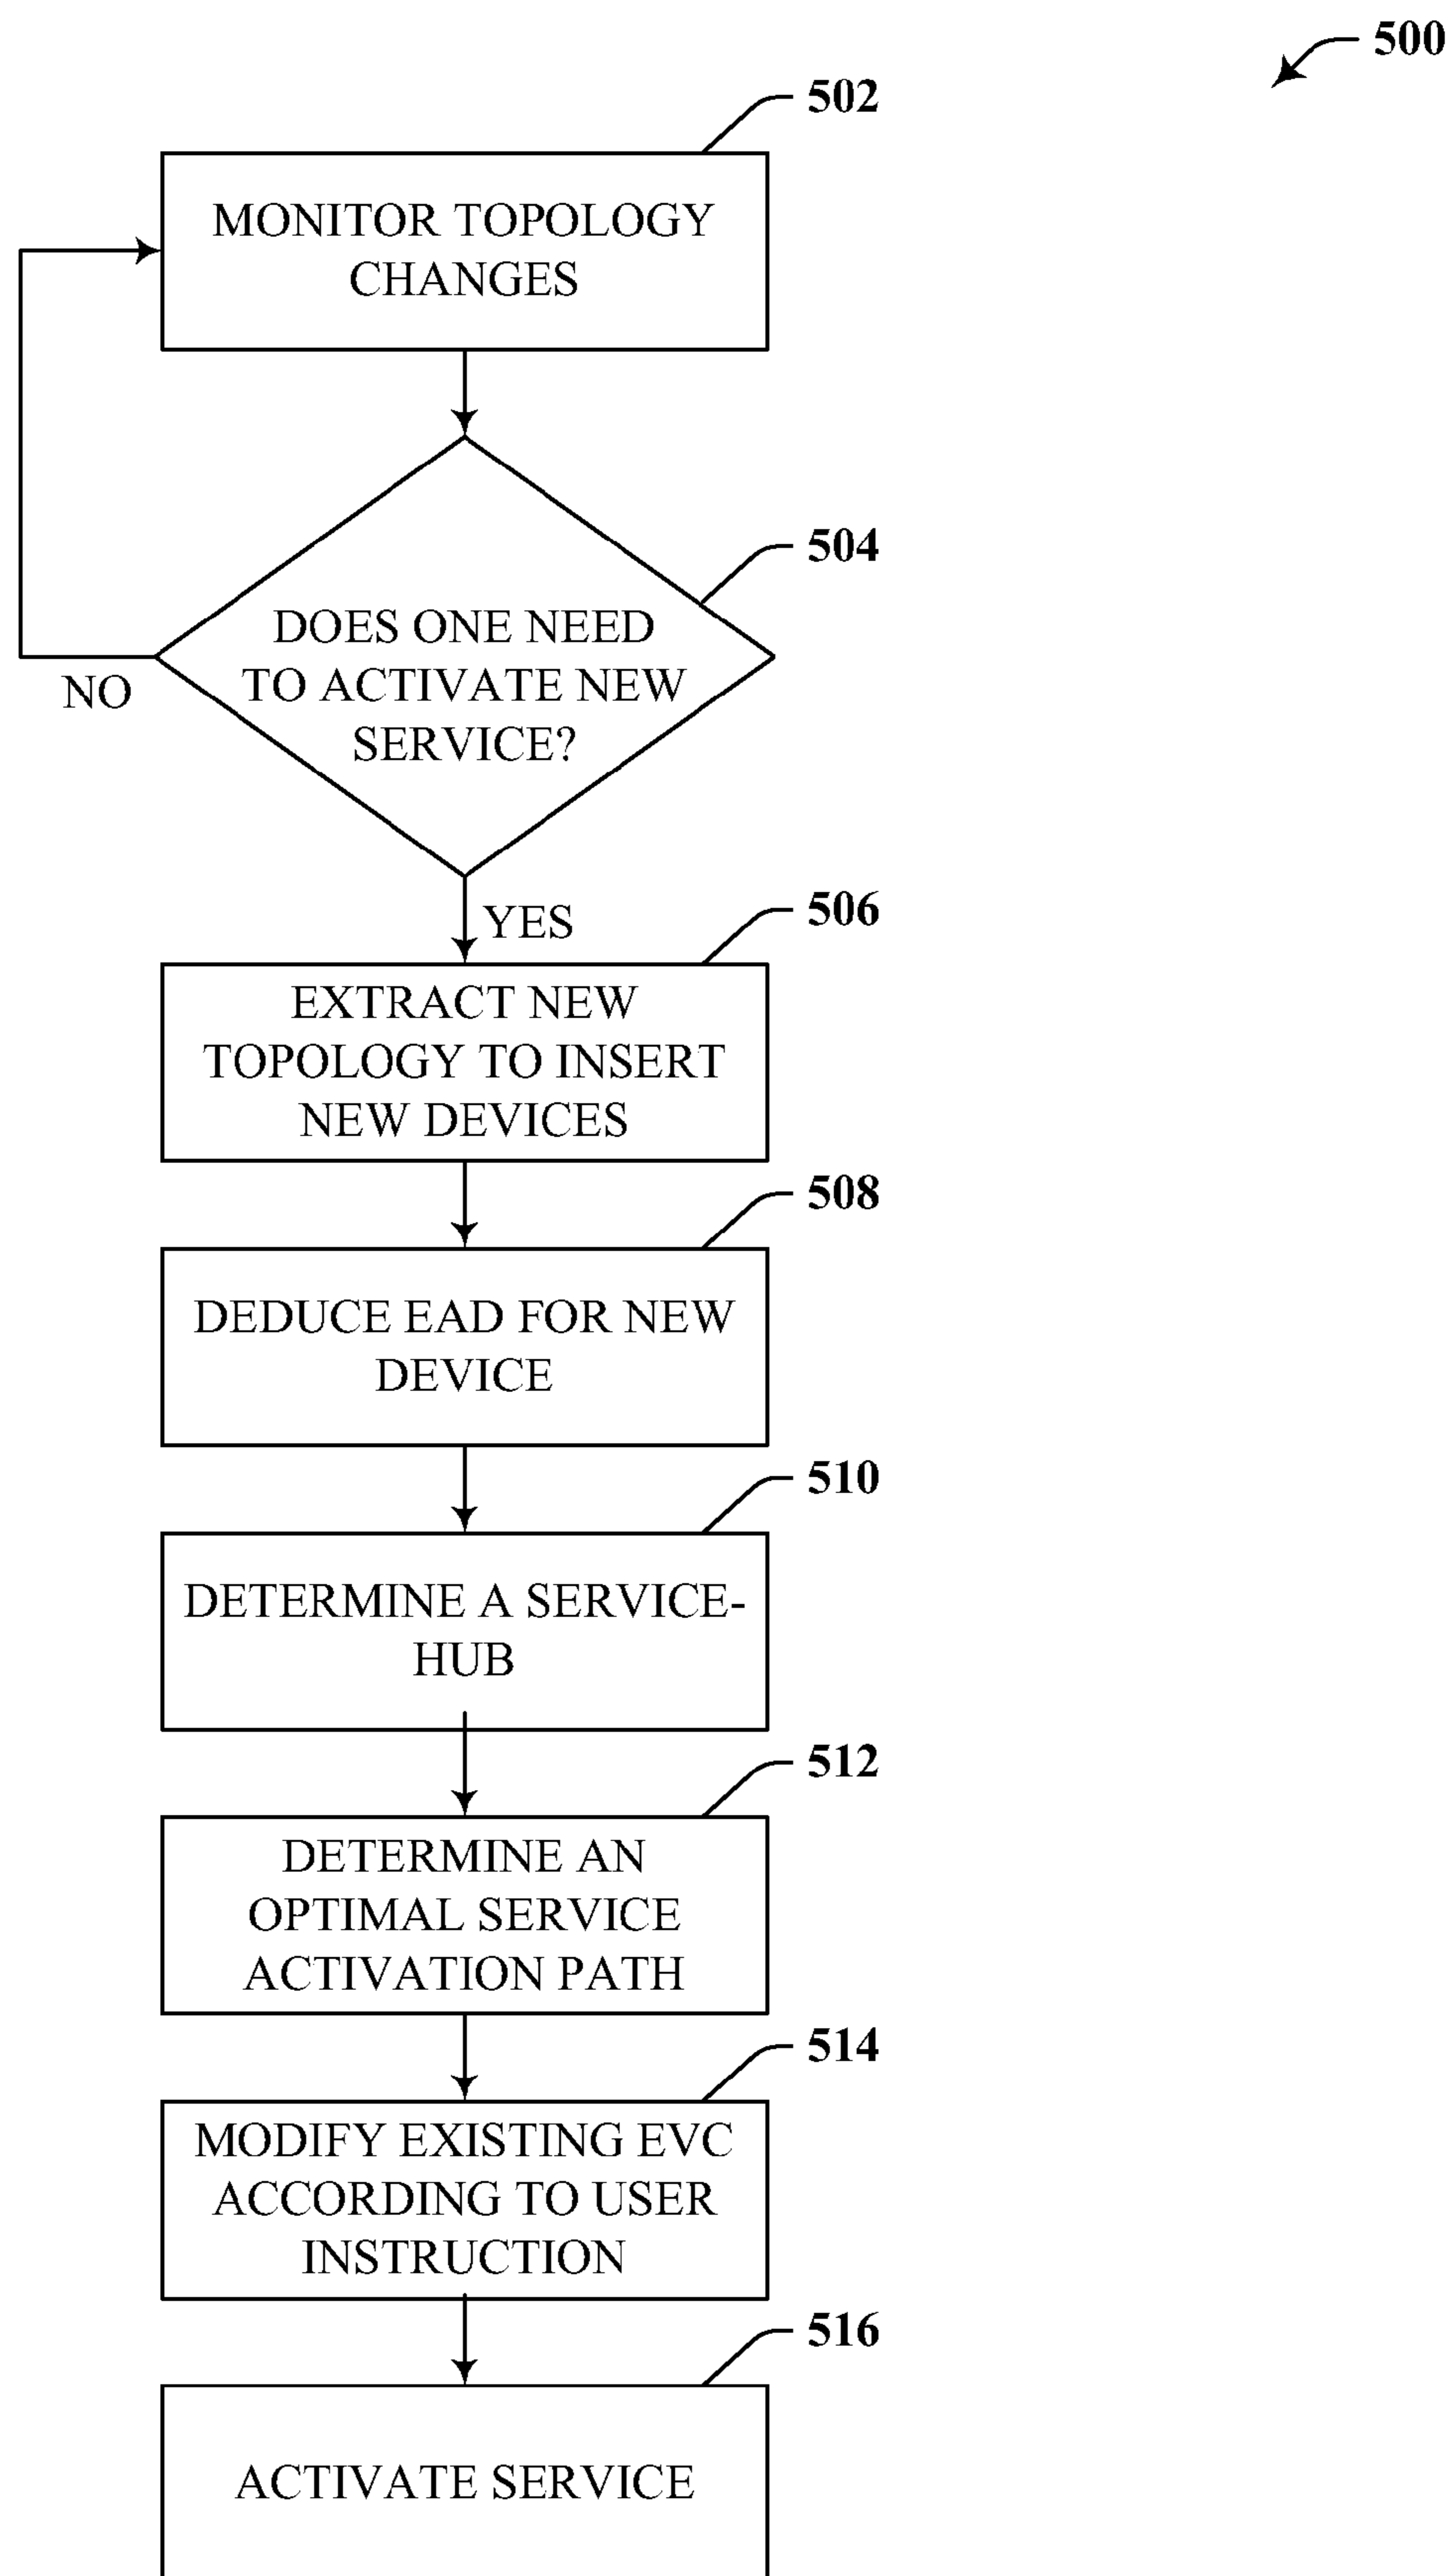 500
502
MONITOR TOPOLOGY
CHANGES
504
DOES ONE NEED
TO ACTIVATE NEW
SERVICE?
NO
YES
506
EXTRACT NEW
TOPOLOGY TO INSERT
NEW DEVICES
508
DEDUCE EAD FOR NEW
DEVICE
510
DETERMINE A SERVICE-
HUB
512
DETERMINE AN
OPTIMAL SERVICE
ACTIVATION PATH
514
MODIFY EXISTING EVC
ACCORDING TO USER
INSTRUCTION
516
ACTIVATE SERVICE